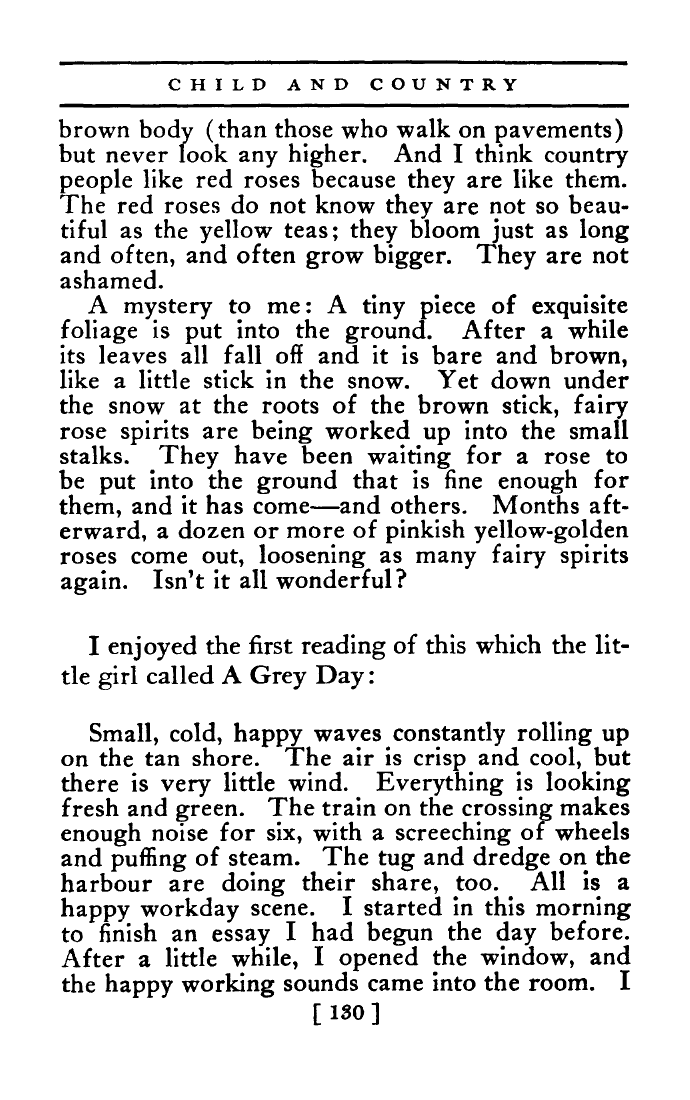 CHILD AND COUNTRY
brown body (than those who walk on pavements)
but never look any higher. And I think country
people like red roses because they are like them.
The red roses do not know they are not so beau-
tiful as the yellow teas; they bloom just as long
and often, and often grow bigger. They are not
ashamed.
A mystery to me: A tiny piece of exquisite
foliage is put into the ground. After a while
its leaves all fall off and it is bare and brown,
like a little stick in the snow. Yet down under
the snow at the roots of the brown stick, fairy
rose spirits are being worked up into the small
stalks. They have been waiting for a rose to
be put into the ground that is fine enough for
them, and it has come—and others. Months aft-
erward, a dozen or more of pinkish yellow-golden
roses come out, loosening as many fairy spirits
again. Isn't it all wonderful?
I enjoyed the first reading of this which the lit-
tle girl called A Grey Day:
Small, cold, happy waves constantly rolling up
on the tan shore. The air is crisp and cool, but
there is very little wind. Everything is looking
fresh and green. The train on the crossing makes
enough noise for six, with a screeching of wheels
and puffing of steam. The tug and dredge on the
harbour are doing their share, too. All is a
happy workday scene. I started in this morning
to finish an essay I had begun the day before.
After a little while, I opened the window, and
the happy working sounds came into the room. I
[ 130 ]